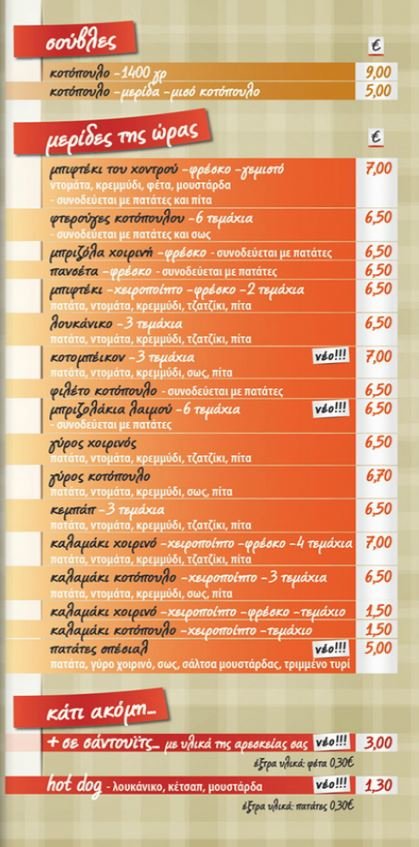 σούβλες
€
κοτόπουλο -1400 γρ 9,00
κοτόπουλο -μερίδα -μισό κοτόπουλο 5,00
μερίδες της ώρας
€
μπιφτέκι του χοντρού -φρέσκο -γεμιστό 7,00
ντομάτα, κρεμμύδι, φέτα, μουστάρδα
- συνοδεύεται με πατάτες και πίτα
φτερούγες κοτόπουλου -6 τεμάχια 6,50
- συνοδεύεται με πατάτες και σως
μπριζόλα χοιρινή -φρέσκο - συνοδεύεται με πατάτες 6,50
πανσέτα -φρέσκο - συνοδεύεται με πατάτες 6,50
μπιφτέκι -χειροποίητο -φρέσκο -2 τεμάχια 6,50
πατάτα, ντομάτα, κρεμμύδι, τζατζίκι, πίτα
λουκάνικο -3 τεμάχια 6,50
πατάτα, ντομάτα, κρεμμύδι, τζατζίκι, πίτα
κοτομπέικον -3 τεμάχια νέο!!! 7,00
πατάτα, ντομάτα, κρεμμύδι, σως, πίτα
φιλέτο κοτόπουλο - συνοδεύεται με πατάτες 6,50
μπριζολάκια λαιμού -6 τεμάχια νέο!!! 6,50
- συνοδεύεται με πατάτες
γύρος χοιρινός 6,50
πατάτα, ντομάτα, κρεμμύδι, τζατζίκι, πίτα
γύρος κοτόπουλο 6,70
πατάτα, ντομάτα, κρεμμύδι, σως, πίτα
κεμπάπ -3 τεμάχια 6,50
πατάτα, ντομάτα, κρεμμύδι, τζατζίκι, πίτα
καλαμάκι χοιρινό -χειροποίητο -φρέσκο -4 τεμάχια 7,00
πατάτα, ντομάτα, κρεμμύδι, τζατζίκι, πίτα
καλαμάκι κοτόπουλο -χειροποίητο -3 τεμάχια 6,50
πατάτα, ντομάτα, κρεμμύδι, σως, πίτα
καλαμάκι χοιρινό -χειροποίητο -φρέσκο -τεμάχιο 1,50
καλαμάκι κοτόπουλο -χειροποίητο -τεμάχιο 1,50
πατάτες σπέσιαλ νέο!!! 5,00
πατάτα, γύρο χοιρινό, σως, σάλτσα μουστάρδας, τριμμένο τυρί
κάτι ακόμη...
+ σε σάντουϊτς... με υλικά της αρεσκείας σας νέο!!! 3,00
έξτρα υλικά: φέτα 0,30€
hot dog - λουκάνικο, κέτσαπ, μουστάρδα νέο!!! 1,30
έξτρα υλικά: πατάτες 0,30€